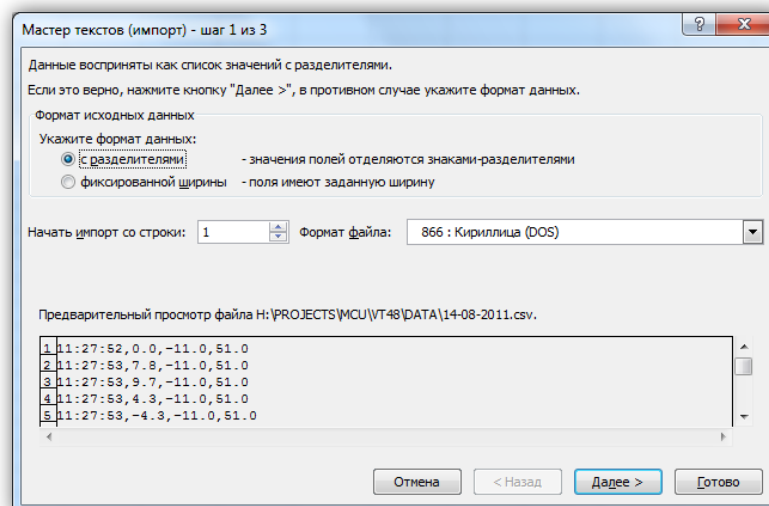 Мастер текстов (импорт) - шаг 1 из 3
Данные восприняты как список значений с разделителями.
Если это верно, нажмите кнопку "Далее >", в противном случае укажите формат данных.
Формат исходных данных
Укажите формат данных:
с разделителями - значения полей отделяются знаками-разделителями
фиксированной ширины - поля имеют заданную ширину
Начать импорт со строки: 1 Формат файла: 866 : Кириллица (DOS)
Предварительный просмотр файла H:\PROJECTS\MCU\VT48\DATA\14-08-2011.csv.
1 11:27:52,0.0,-11.0,51.0
2 11:27:53,7.8,-11.0,51.0
3 11:27:53,9.7,-11.0,51.0
4 11:27:53,4.3,-11.0,51.0
5 11:27:53,-4.3,-11.0,51.0
Отмена < Назад Далее > Готово